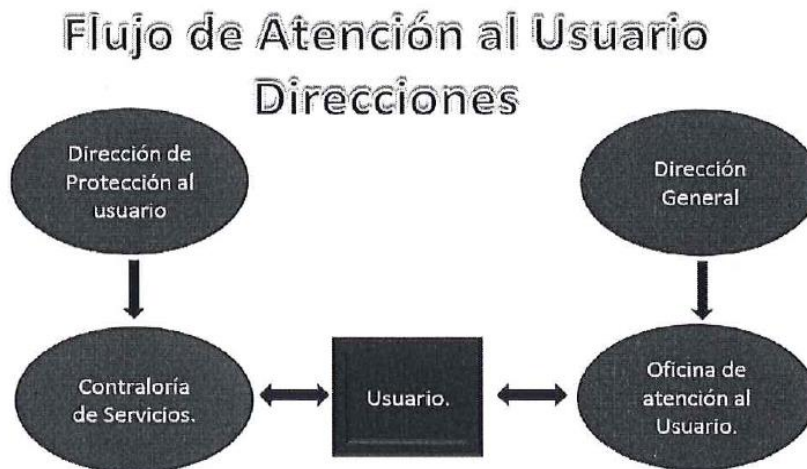 Flujo de Atención al Usuario
Direcciones
Dirección de
Protección al
usuario
Dirección
General
Contraloría
de Servicios.
Usuario.
Oficina de
atención al
Usuario.